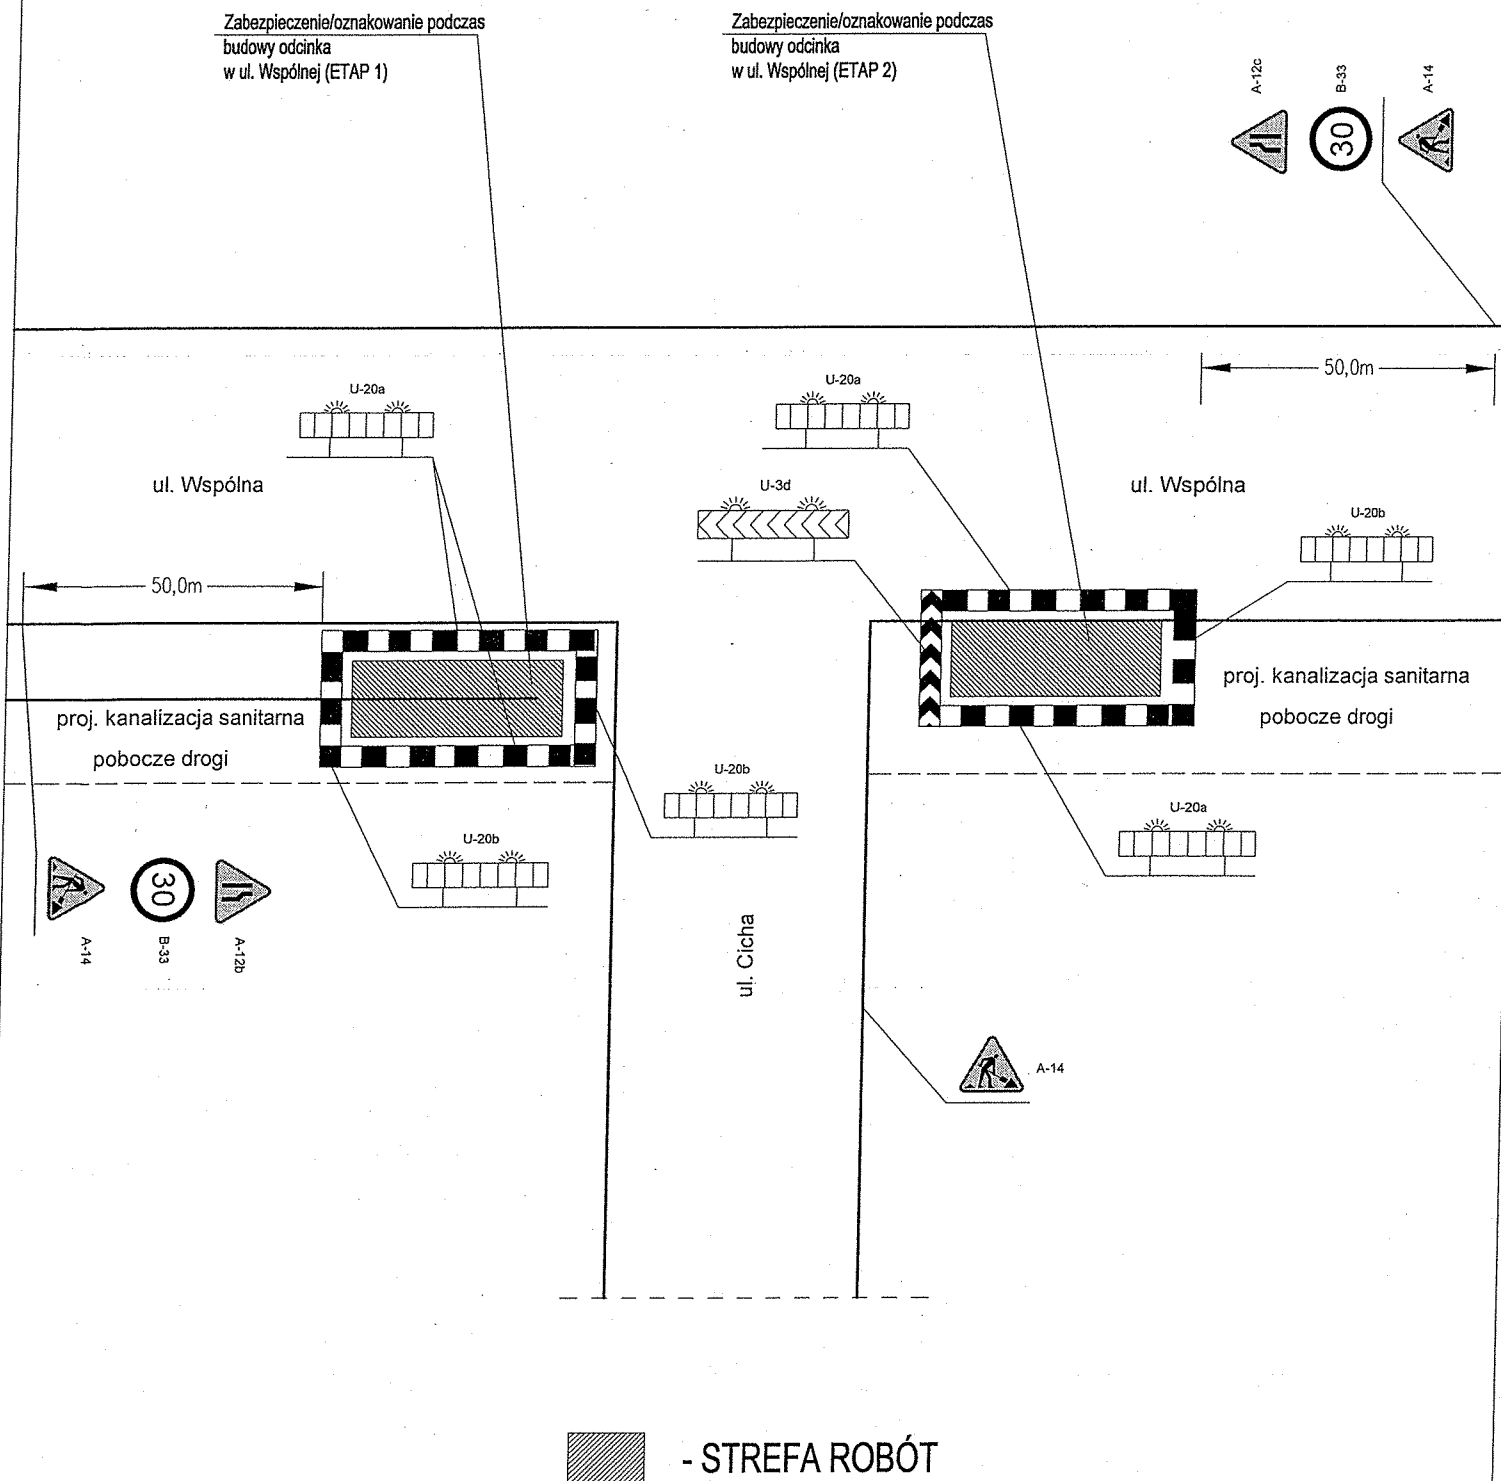 Zabezpieczenie/oznakowanie podczas
budowy odcinka
w ul. Wspólnej (ETAP 1)
Zabezpieczenie/oznakowanie podczas
budowy odcinka
w ul. Wspólnej (ETAP 2)
A-12c
B-33
A-14
30
50,0m
U-20a
U-20a
ul. Wspólna
U-3d
ul. Wspólna
U-20b
50,0m
proj. kanalizacja sanitarna
pobocze drogi
proj. kanalizacja sanitarna
pobocze drogi
U-20b
U-20a
U-20b
30
A-14
B-33
A-12b
ul. Cicha
A-14
- STREFA ROBÓT